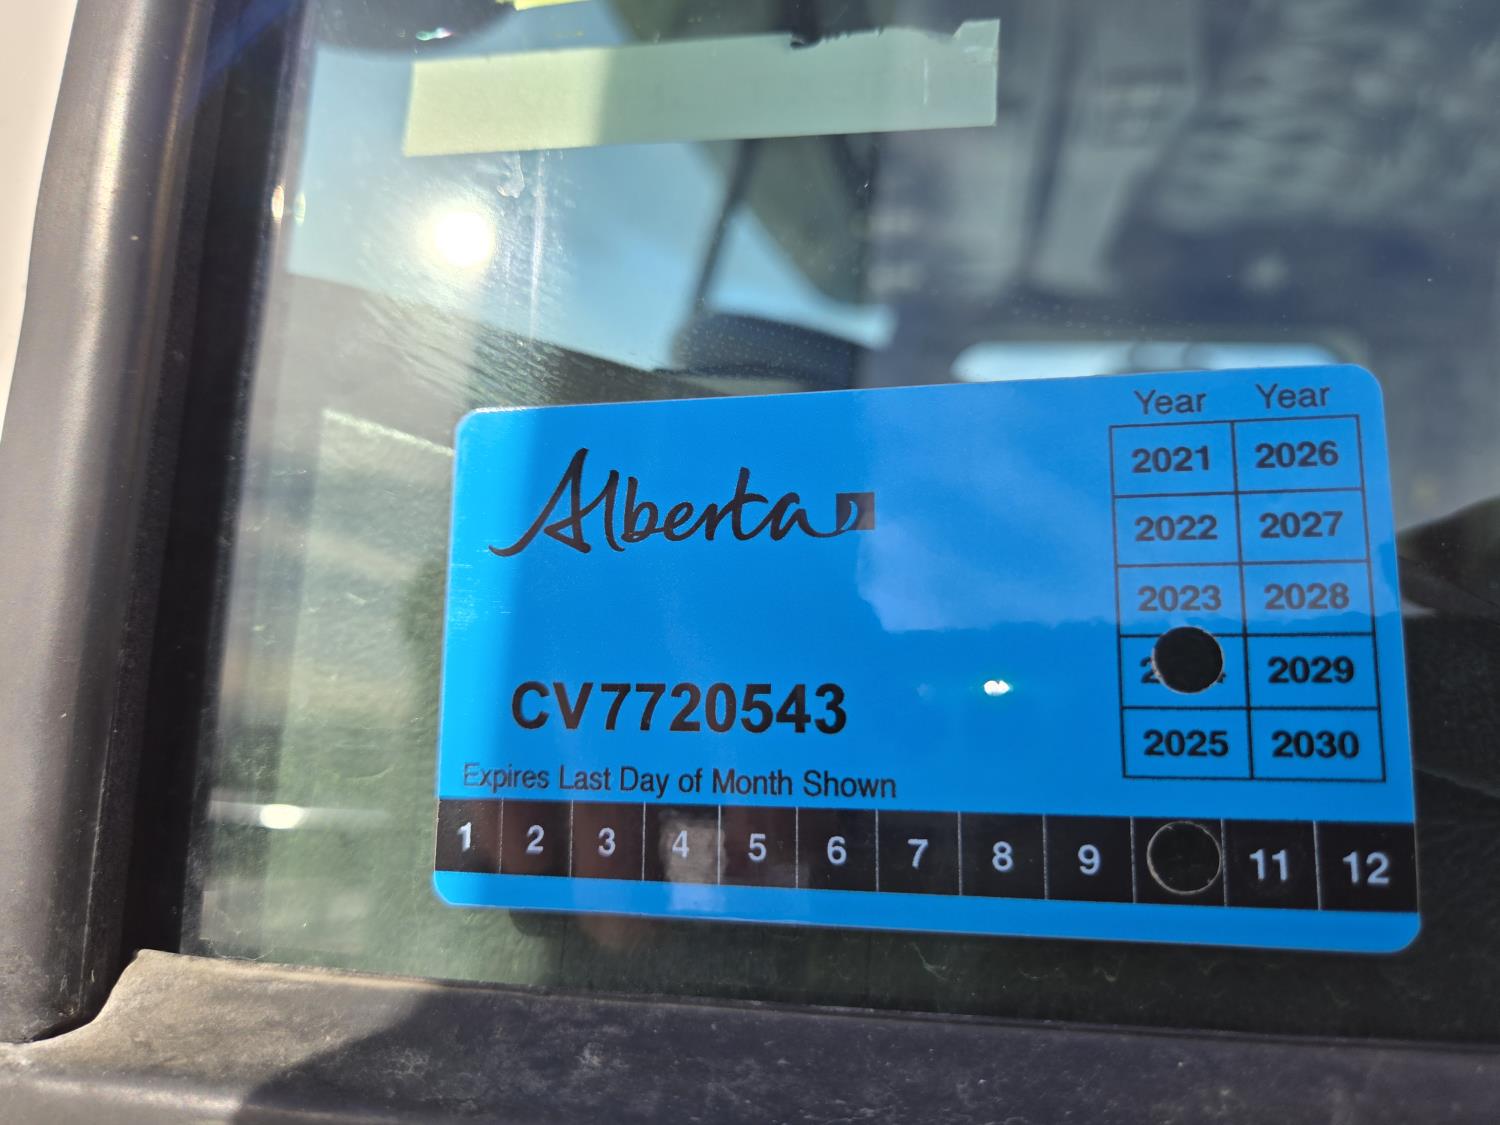 Alberta
Year Year
2021 2026
2022 2027
2023 2028
2029
2025 2030
CV7720543
Expires Last Day of Month Shown
1 2 3 4 5 6 7 8 9 11 12